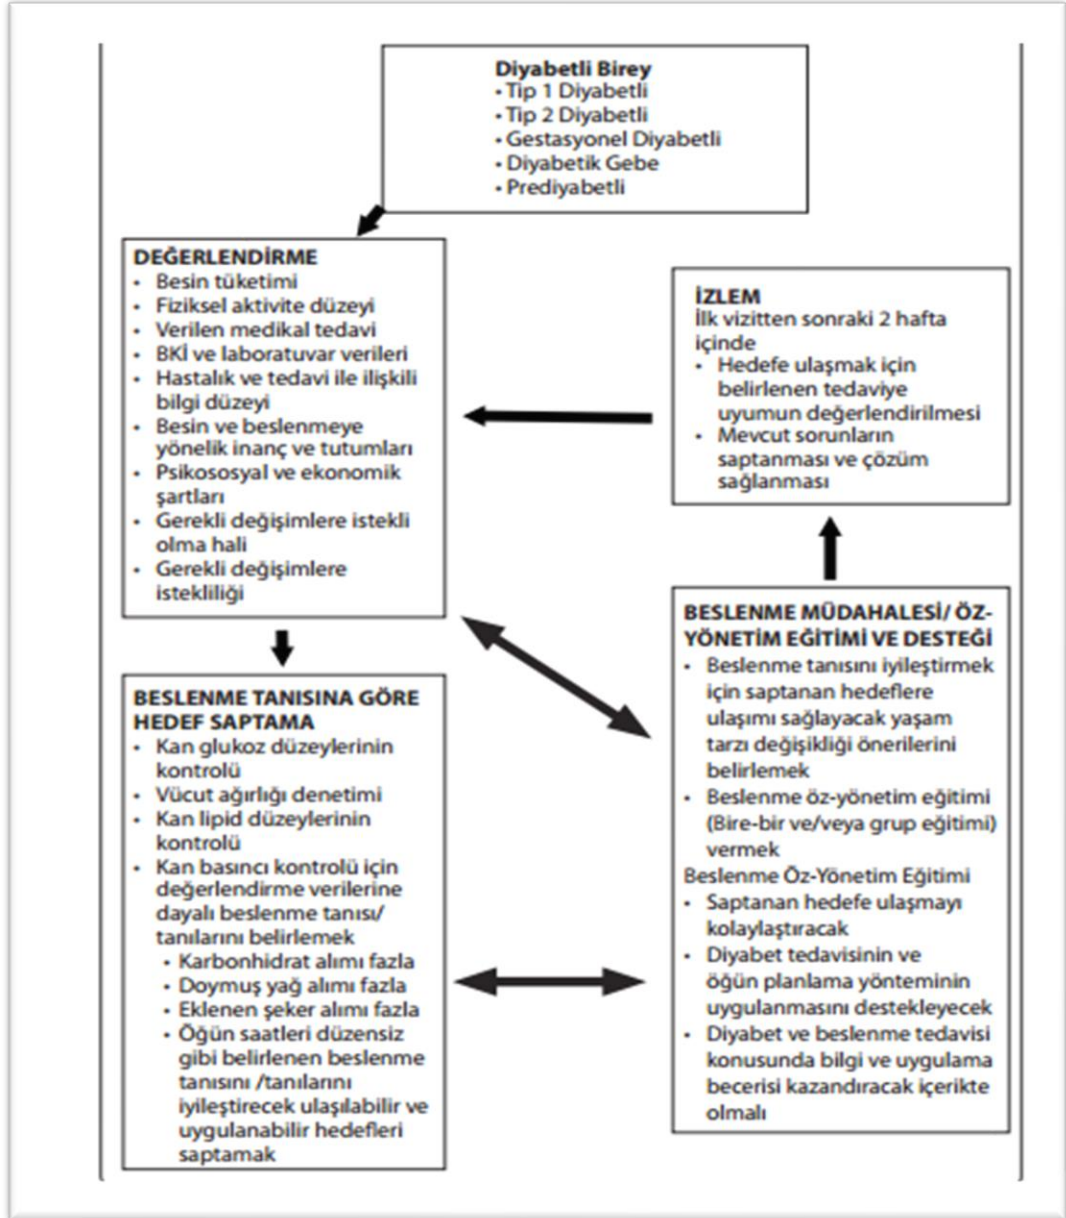 Diyabetli Birey
• Tip 1 Diyabetli
• Tip 2 Diyabetli
• Gestasyonel Diyabetli
• Diyabetik Gebe
• Prediyabetli
DEĞERLENDİRME
• Besin tüketimi
• Fiziksel aktivite düzeyi
• Verilen medikal tedavi
• BKİ ve laboratuvar verileri
• Hastalık ve tedavi ile ilişkili
bilgi düzeyi
• Besin ve beslenmeye
yönelik inanç ve tutumları
• Psikososyal ve ekonomik
şartları
• Gerekli değişimlere istekli
olma hali
• Gerekli değişimlere
istekliliği
BESLENME TANISINA GÖRE
HEDEF SAPTAMA
• Kan glukoz düzeylerinin
kontrolü
• Vücut ağırlığı denetimi
• Kan lipid düzeylerinin
kontrolü
• Kan basıncı kontrolü için
değerlendirme verilerine
dayalı beslenme tanısı/
tanılarını belirlemek
• Karbonhidrat alımı fazla
• Doymuş yağ alımı fazla
• Eklenen şeker alımı fazla
• Öğün saatleri düzensiz
gibi belirlenen beslenme
tanısını /tanılarını
iyileştirecek ulaşılabilir ve
uygulanabilir hedefleri
saptamak
BESLENME MÜDAHALESİ/ ÖZ-
YÖNETİM EĞİTİMİ VE DESTEĞİ
• Beslenme tanısını iyileştirmek
için saptanan hedeflere
ulaşımı sağlayacak yaşam
tarzı değişikliği önerilerini
belirlemek
• Beslenme öz-yönetim eğitimi
(Bire-bir ve/veya grup eğitimi)
vermek
Beslenme Öz-Yönetim Eğitimi
• Saptanan hedefe ulaşmayı
kolaylaştıracak
• Diyabet tedavisinin ve
öğün planlama yönteminin
uygulanmasını destekleyecek
• Diyabet ve beslenme tedavisi
konusunda bilgi ve uygulama
becerisi kazandıracak içerikte
olmalı
İZLEM
İlk vizitten sonraki 2 hafta
içinde
• Hedefe ulaşmak için
belirlenen tedaviye
uyumun değerlendirilmesi
• Mevcut sorunların
saptanması ve çözüm
sağlanması